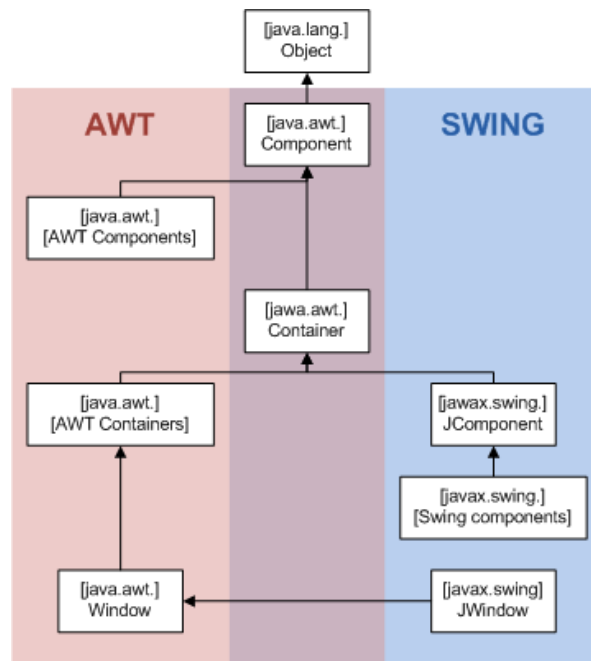 [java.lang.]
Object
AWT
SWING
[java.awt.]
Component
[java.awt.]
[AWT Components]
[jawa.awt.]
Container
[java.awt.]
[AWT Containers]
[jawax.swing.]
JComponent
[javax.swing.]
[Swing components]
[java.awt.]
Window
[javax.swing]
JWindow